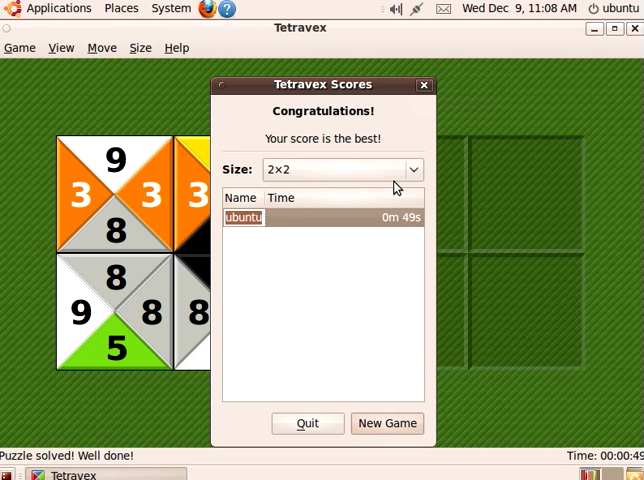 Applications Places System ? Wed Dec 9, 11:08 AM ubuntu
Tetravex
Game View Move Size Help
Tetravex Scores
Congratulations!
Your score is the best!
Size: 2×2
Name Time
ubuntu 0m 49s
9
3 3 3
8
8
9 8 8
5
Quit New Game
Puzzle solved! Well done! Time: 00:00:49
Tetravex